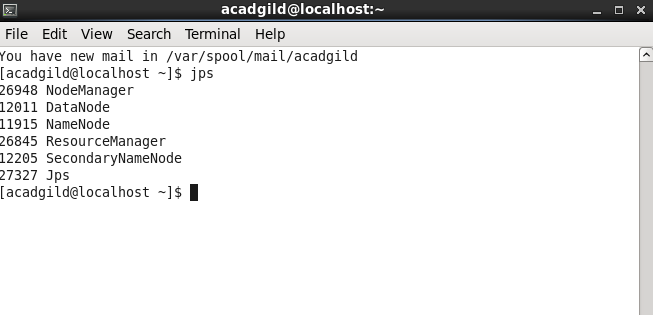 acadgild@localhost:~
File Edit View Search Terminal Help
You have new mail in /var/spool/mail/acadgild
[acadgild@localhost ~]$ jps
26948 NodeManager
12011 DataNode
11915 NameNode
26845 ResourceManager
12205 SecondaryNameNode
27327 Jps
[acadgild@localhost ~]$